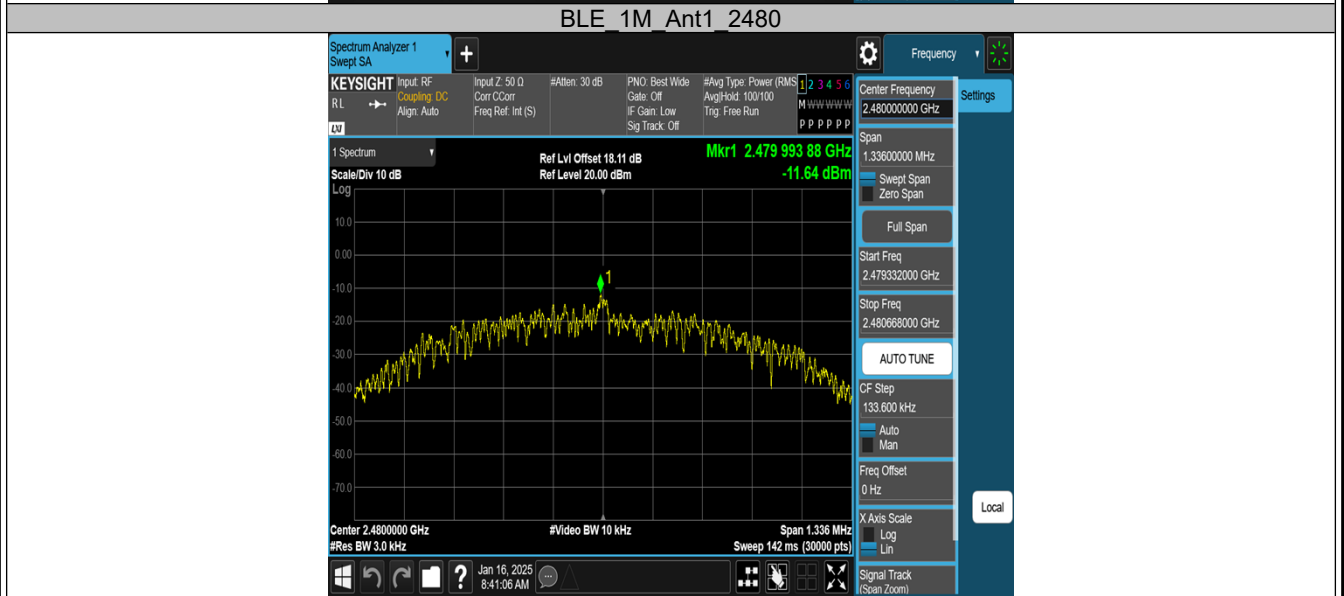 BLE_1M_Ant1_2480
Spectrum Analyzer 1
Swept SA
+
Frequency
KEYSIGHT
RL
LXI
Input: RF
Coupling: DC
Align: Auto
Input Z: 50 Ω
Corr CCorr
Freq Ref: Int (S)
#Atten: 30 dB
PNO: Best Wide
Gate: Off
IF Gain: Low
Sig Track: Off
#Avg Type: Power (RMS
Avg|Hold: 100/100
Trig: Free Run
1 2 3 4 5 6
M W W W W W
P P P P P P
1 Spectrum
Scale/Div 10 dB
Log
Ref Lvl Offset 18.11 dB
Ref Level 20.00 dBm
Mkr1 2.479 993 88 GHz
-11.64 dBm
10.0
0.00
-10.0
-20.0
-30.0
-40.0
-50.0
-60.0
-70.0
1
Center 2.4800000 GHz
#Res BW 3.0 kHz
#Video BW 10 kHz
Span 1.336 MHz
Sweep 142 ms (30000 pts)
Center Frequency
2.480000000 GHz
Settings
Span
1.33600000 MHz
Swept Span
Zero Span
Full Span
Start Freq
2.479332000 GHz
Stop Freq
2.480668000 GHz
AUTO TUNE
CF Step
133.600 kHz
Auto
Man
Freq Offset
0 Hz
X Axis Scale
Log
Lin
Local
Signal Track
(Span Zoom)
?
Jan 16, 2025
8:41:06 AM